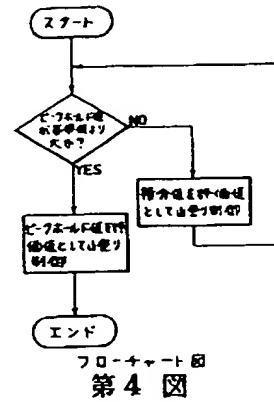 スタート
ピークホールド値
が基準値より
大か?
NO
YES
積分値を評価値
として山登り制御
ピークホールド値を評
価値として山登り
制御
エンド
フローチャート図
第4図